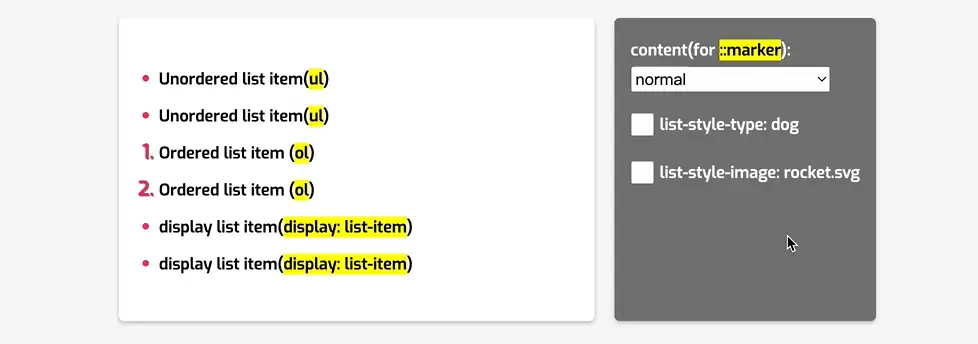 • Unordered list item(ul)
• Unordered list item(ul)
1. Ordered list item (ol)
2. Ordered list item (ol)
• display list item(display: list-item)
• display list item(display: list-item)
content(for ::marker):
normal
list-style-type: dog
list-style-image: rocket.svg